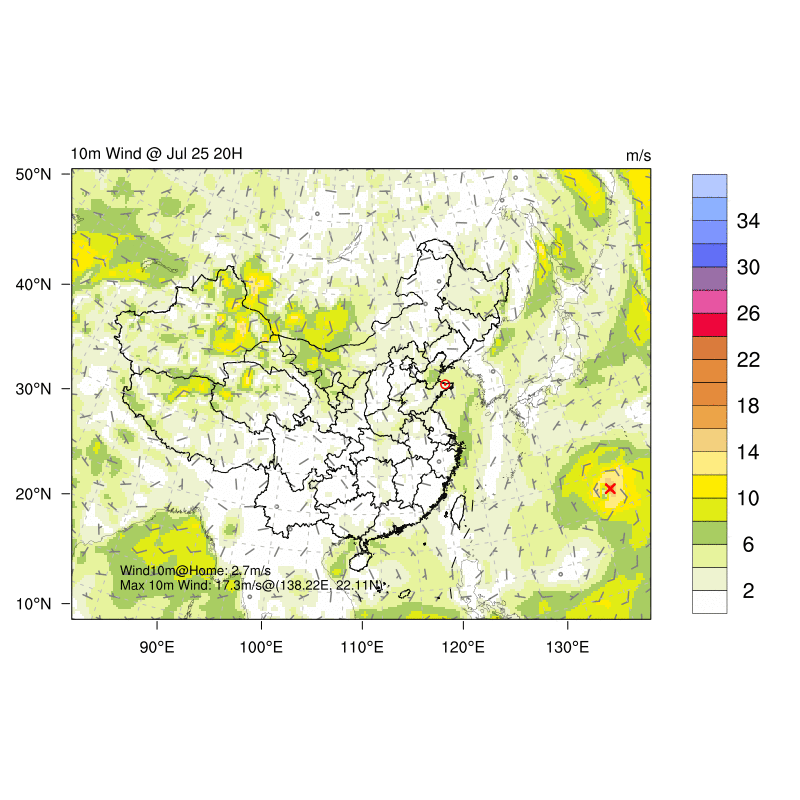 10m Wind @ Jul 25 20H
m/s
50°N
40°N
30°N
20°N
10°N
90°E
100°E
110°E
120°E
130°E
34
30
26
22
18
14
10
6
2
Wind10m@Home: 2.7m/s
Max 10m Wind: 17.3m/s@(138.22E, 22.11N)